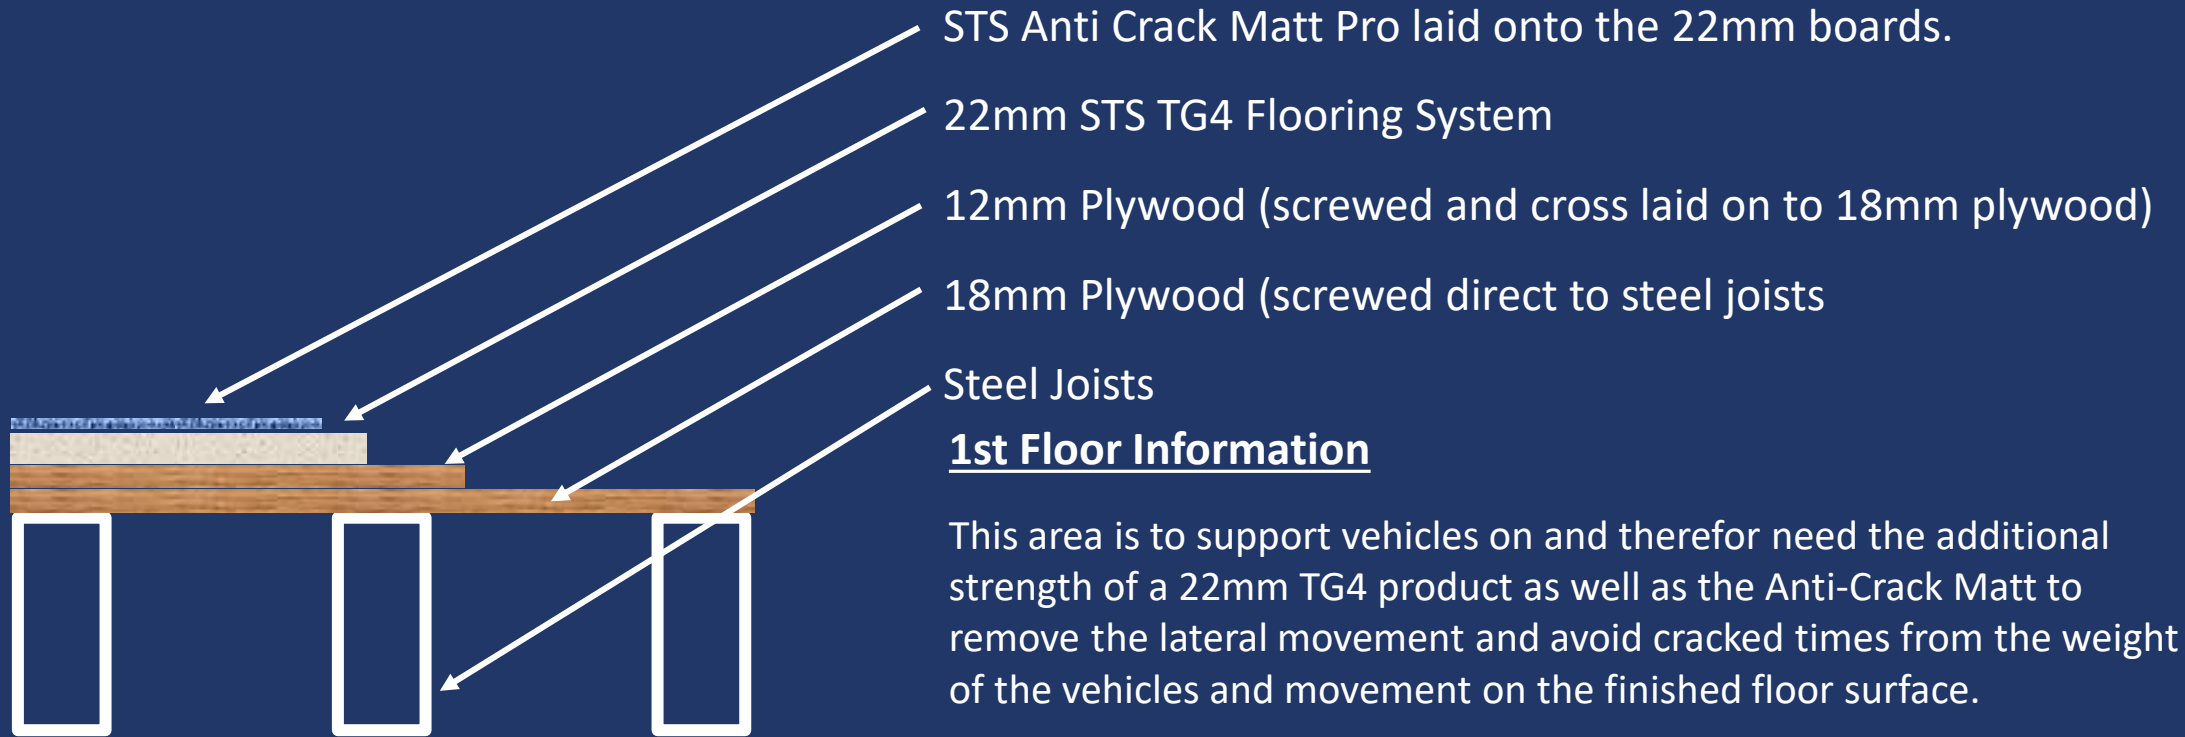 STS Anti Crack Matt Pro laid onto the 22mm boards.
22mm STS TG4 Flooring System
12mm Plywood (screwed and cross laid on to 18mm plywood)
18mm Plywood (screwed direct to steel joists
Steel Joists
1st Floor Information
This area is to support vehicles on and therefor need the additional
strength of a 22mm TG4 product as well as the Anti-Crack Matt to
remove the lateral movement and avoid cracked times from the weight
of the vehicles and movement on the finished floor surface.